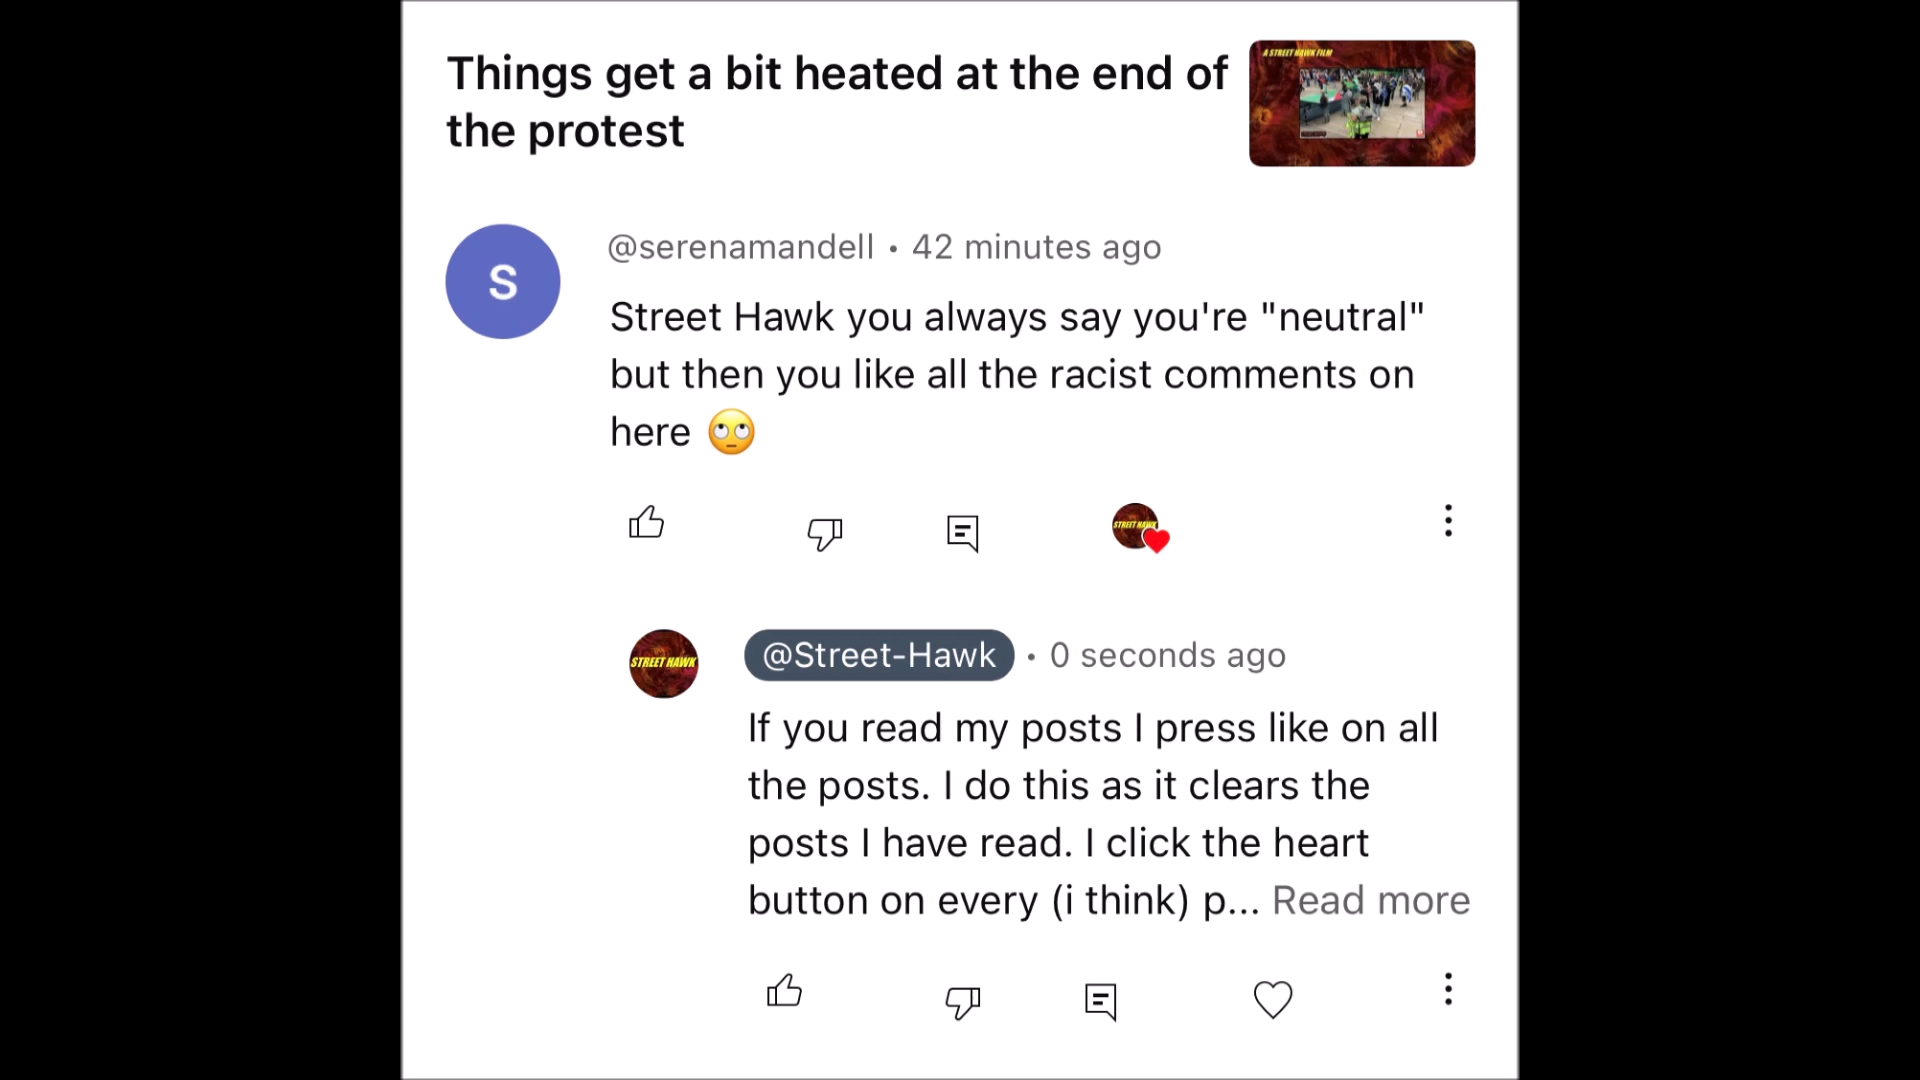 Things get a bit heated at the end of
the protest
A STREET HAWK FILM
S
@serenamandell • 42 minutes ago
Street Hawk you always say you're "neutral"
but then you like all the racist comments on
here 🙄
STREET HAWK
STREET HAWK
@Street-Hawk • 0 seconds ago
If you read my posts I press like on all
the posts. I do this as it clears the
posts I have read. I click the heart
button on every (i think) p... Read more